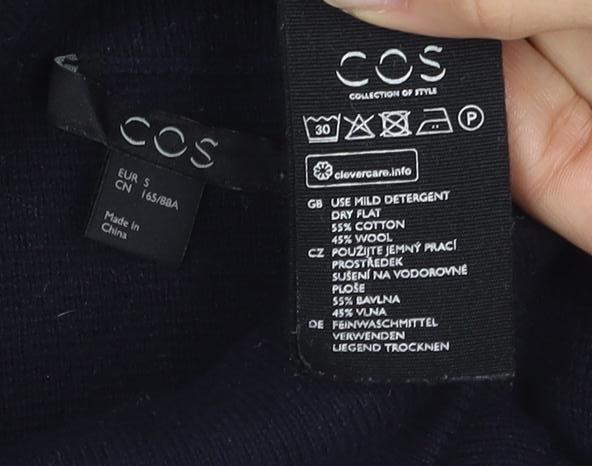 COS
EUR S
CN 165/88A
Made in
China
COS
COLLECTION OF STYLE
30
P
clevercare.info
GB USE MILD DETERGENT
DRY FLAT
55% COTTON
45% WOOL
CZ POUŽIJTE JEMNÝ PRACÍ
PROSTŘEDEK
SUŠENÍ NA VODOROVNÉ
PLOŠE
55% BAVLNA
45% VLNA
DE FEINWASCHMITTEL
VERWENDEN
LIEGEND TROCKNEN